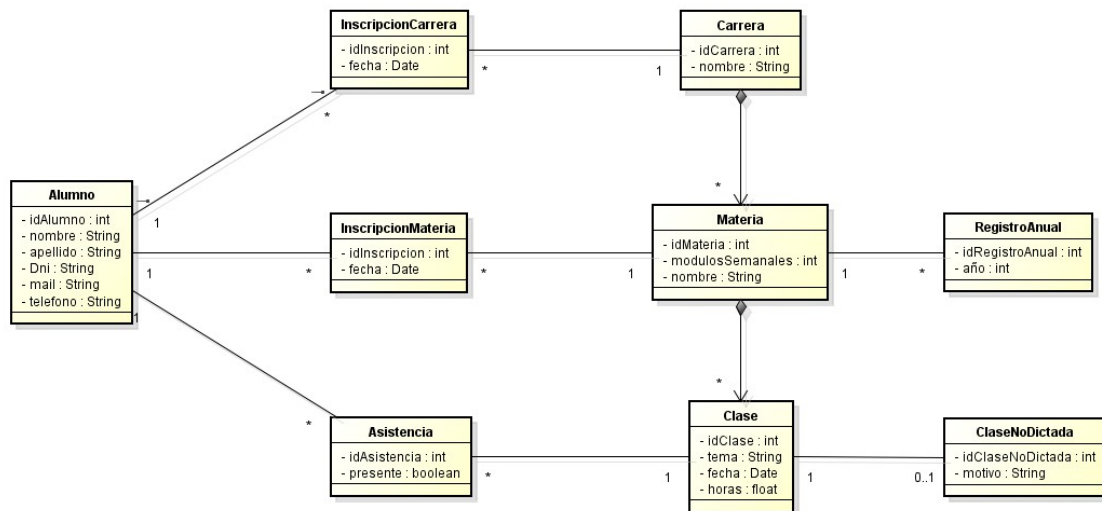 InscripcionCarrera
- idInscripcion : int
- fecha : Date
*
1
Carrera
- idCarrera : int
- nombre : String
*
*
Alumno
- idAlumno : int
- nombre : String
- apellido : String
- Dni : String
- mail : String
- telefono : String
1
1
1
InscripcionMateria
- idInscripcion : int
- fecha : Date
*
*
1
Materia
- idMateria : int
- modulosSemanales : int
- nombre : String
1
*
RegistroAnual
- idRegistroAnual : int
- año : int
*
*
Asistencia
- idAsistencia : int
- presente : boolean
*
1
Clase
- idClase : int
- tema : String
- fecha : Date
- horas : float
1
0..1
ClaseNoDictada
- idClaseNoDictada : int
- motivo : String